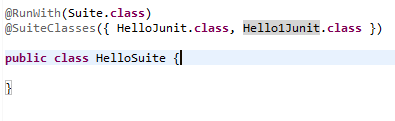 @RunWith(Suite.class)
@SuiteClasses({ HelloJunit.class, Hello1Junit.class })
public class HelloSuite {
}